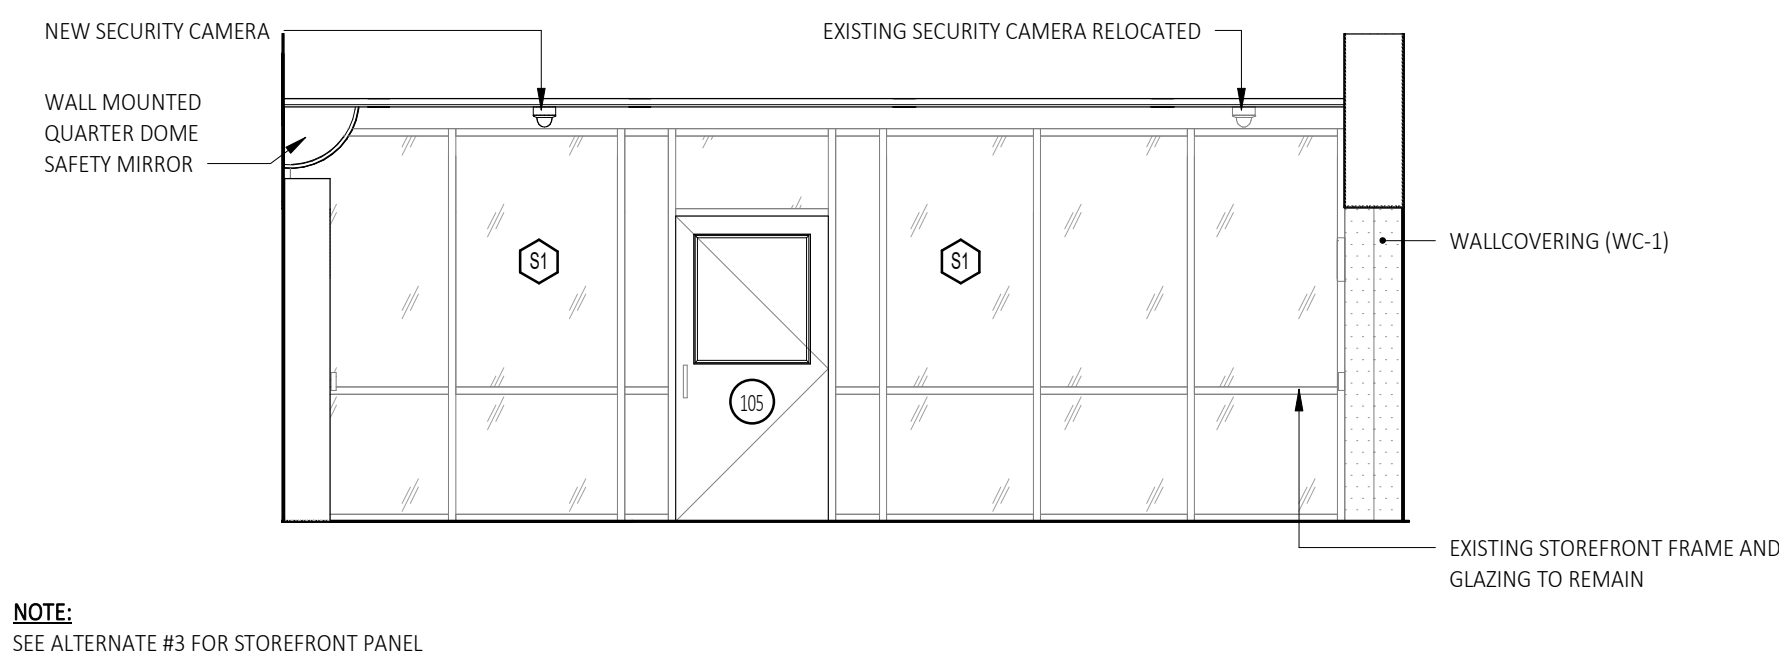 NEW SECURITY CAMERA
EXISTING SECURITY CAMERA RELOCATED
WALL MOUNTED
QUARTER DOME
SAFETY MIRROR
S1
S1
WALLCOVERING (WC-1)
105
EXISTING STOREFRONT FRAME AND
GLAZING TO REMAIN
NOTE:
SEE ALTERNATE #3 FOR STOREFRONT PANEL